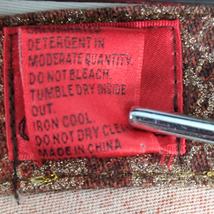 DETERGENT IN
MODERATE QUANTITY.
DO NOT BLEACH.
TUMBLE DRY INSIDE
OUT.
IRON COOL
DO NOT DRY CLEA
MADE IN CHINA